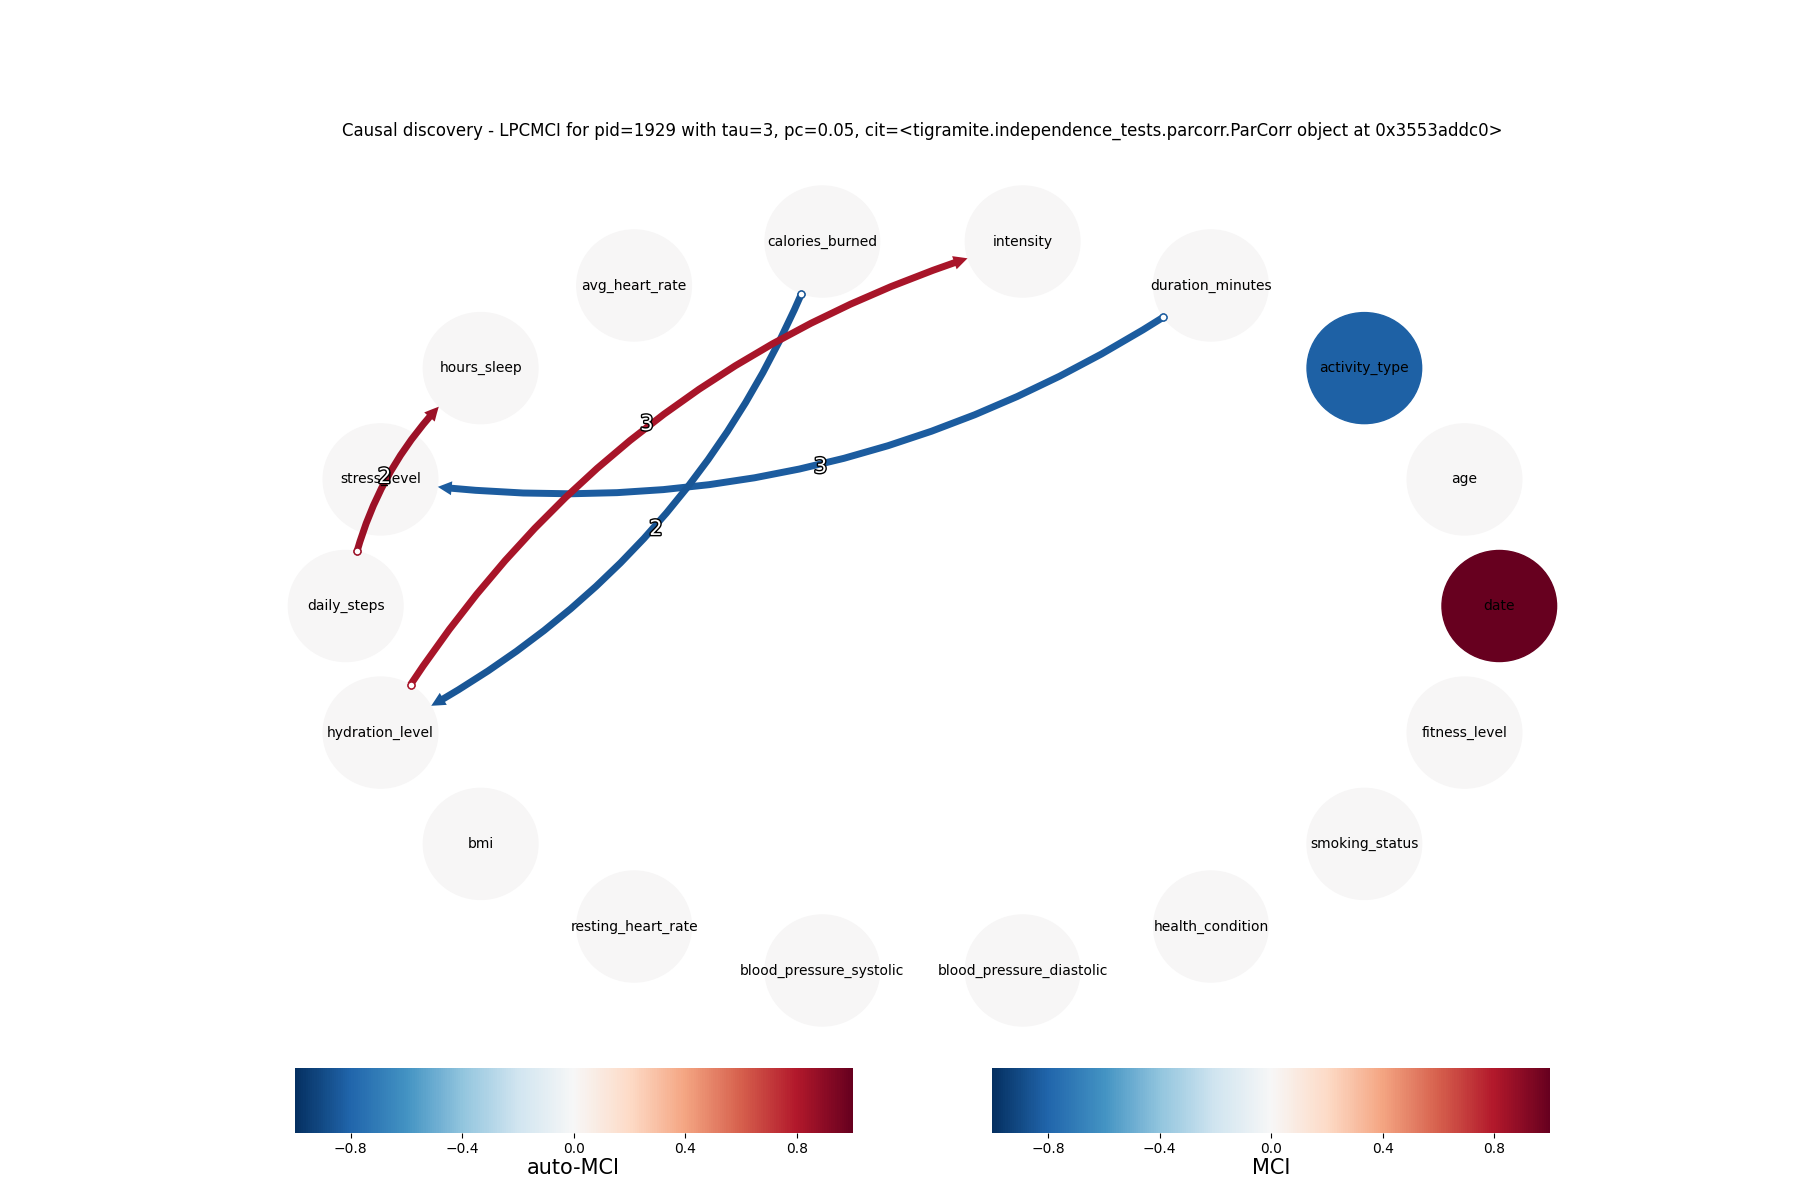 Causal discovery - LPCMCI for pid=1929 with tau=3, pc=0.05, cit=<tigramite.independence_tests.parcorr.ParCorr object at 0x3553addc0>
calories_burned
intensity
avg_heart_rate
duration_minutes
hours_sleep
activity_type
3
3
2
stress_level
age
2
daily_steps
date
hydration_level
fitness_level
bmi
smoking_status
resting_heart_rate
health_condition
blood_pressure_systolic
blood_pressure_diastolic
−0.8
−0.4
0.0
0.4
0.8
auto-MCI
−0.8
−0.4
0.0
0.4
0.8
MCI